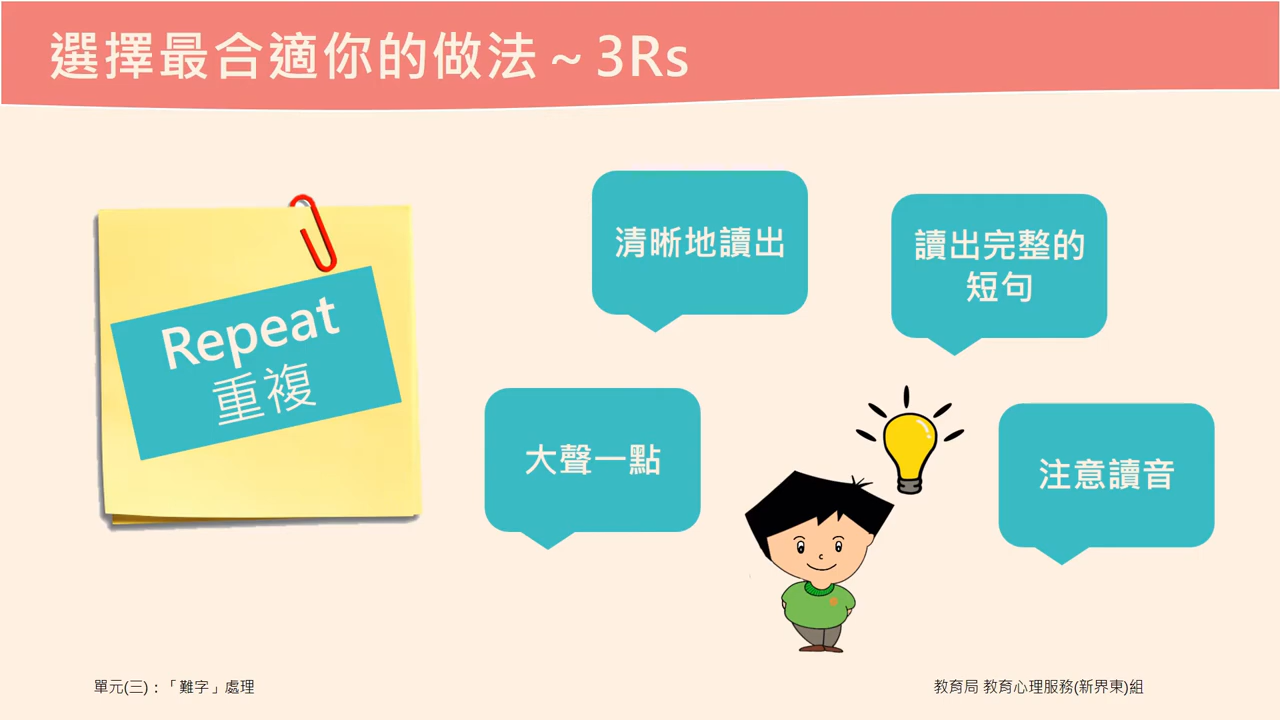 選擇最合適你的做法～3Rs
Repeat
重複
清晰地讀出
讀出完整的
短句
大聲一點
注意讀音
單元(三)：「難字」處理
教育局 教育心理服務(新界東)組